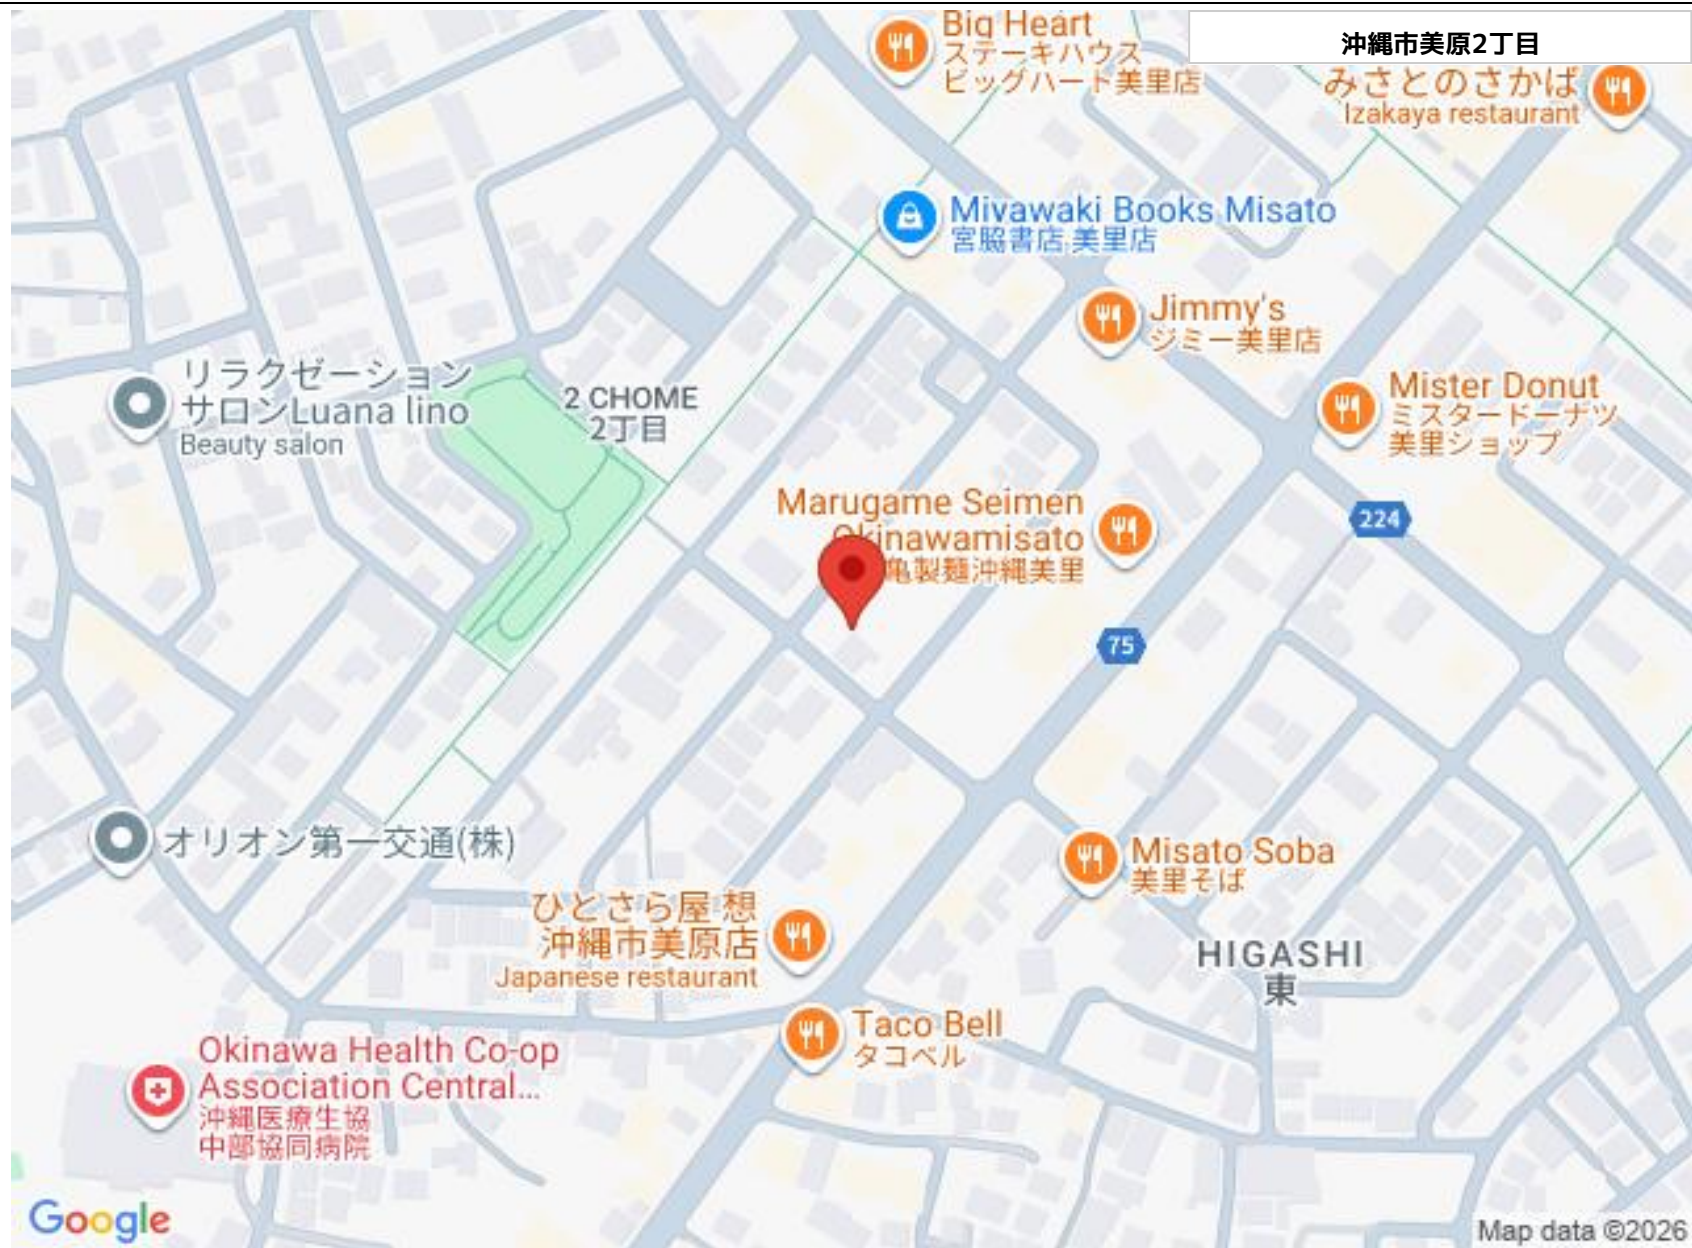 Big Heart
ステーキハウス
ビッグハート美里店
沖縄市美原2丁目
みさとのさかば
Izakaya restaurant
Miyawaki Books Misato
宮脇書店 美里店
Jimmy's
ジミー美里店
リラクゼーション
サロンLuana lino
Beauty salon
2 CHOME
2丁目
Mister Donut
ミスタードーナツ
美里ショップ
Marugame Seimen
Okinawamisato
亀製麺沖縄美里
224
75
オリオン第一交通(株)
Misato Soba
美里そば
ひとさら屋 想
沖縄市美原店
Japanese restaurant
HIGASHI
東
Taco Bell
タコベル
Okinawa Health Co-op
Association Central...
沖縄医療生協
中部協同病院
Google
Map data ©2026